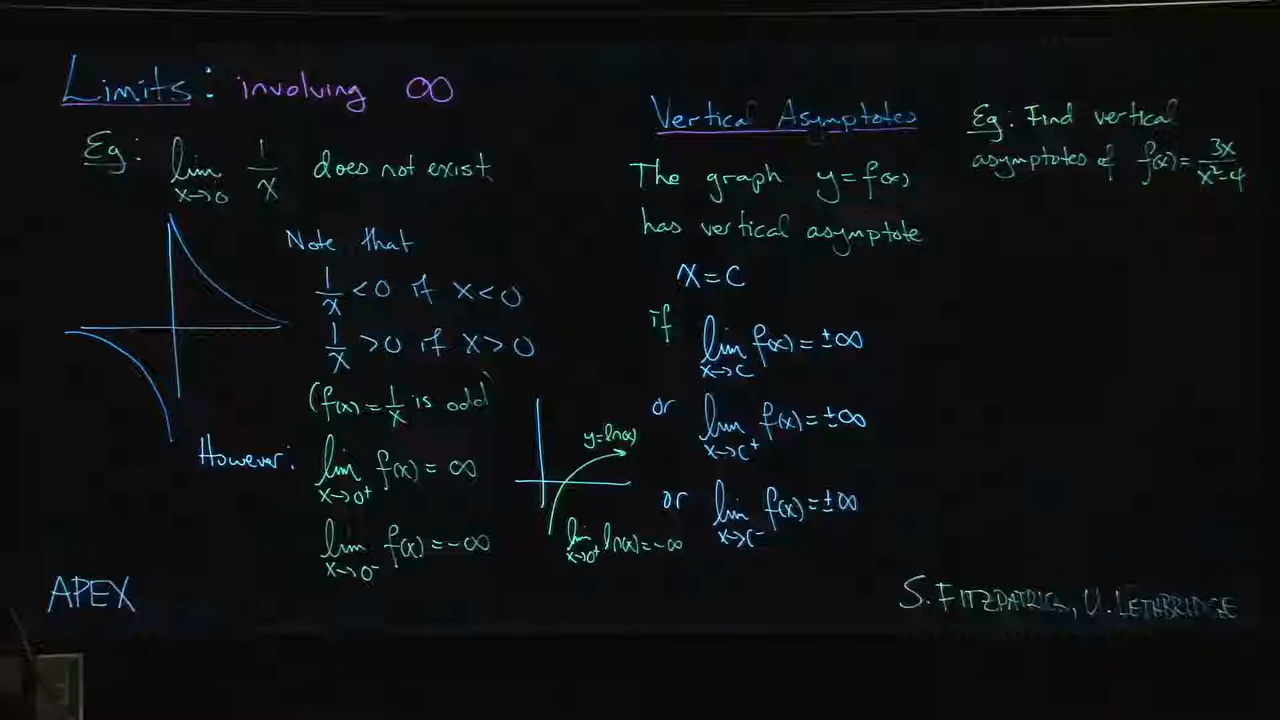 Limits: involving ∞
Eg: lim x→0 1/x does not exist
Note that
1/x <0 if x<0
1/x >0 if x>0
(f(x)=1/x is odd)
However: lim x→0⁺ f(x) = ∞
lim x→0⁻ f(x) = -∞
y=ln(x)
lim x→0⁺ ln(x) = -∞
Vertical Asymptotes
The graph y=f(x)
has vertical asymptote
x=c
if lim x→c f(x) = ±∞
or lim x→c⁺ f(x) = ±∞
or lim x→c⁻ f(x) = ±∞
Eg: Find vertical
asymptotes of f(x) = 3x/x²-4
APEX
S. FITZPATRICK, U. LETHBRIDGE